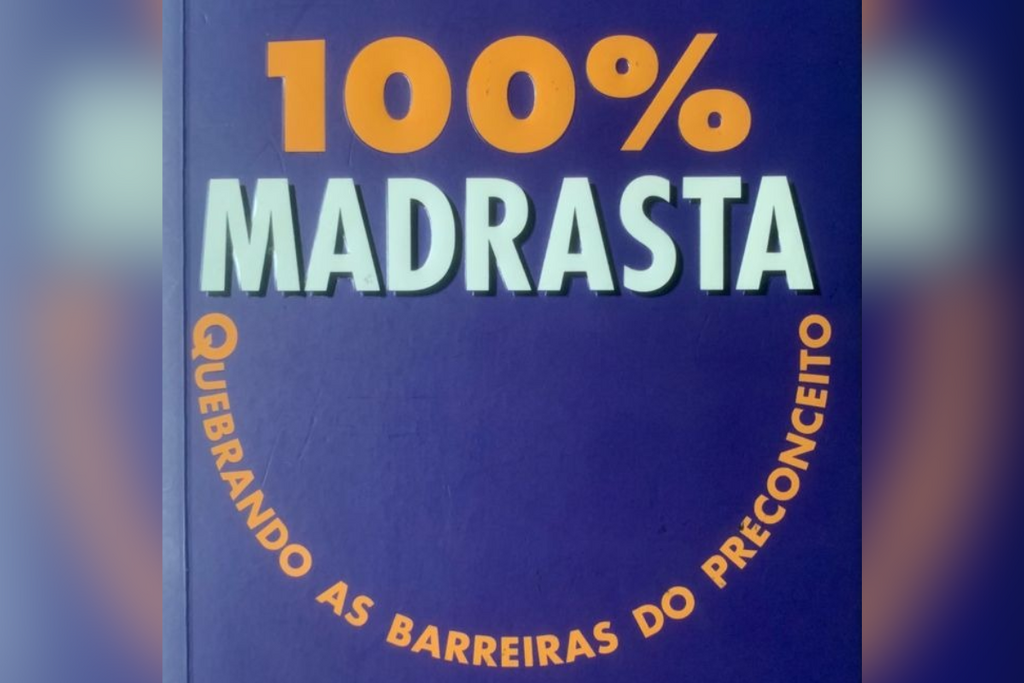 100%
MADRASTA
QUEBRANDO AS BARREIRAS DO PRECONCEITO